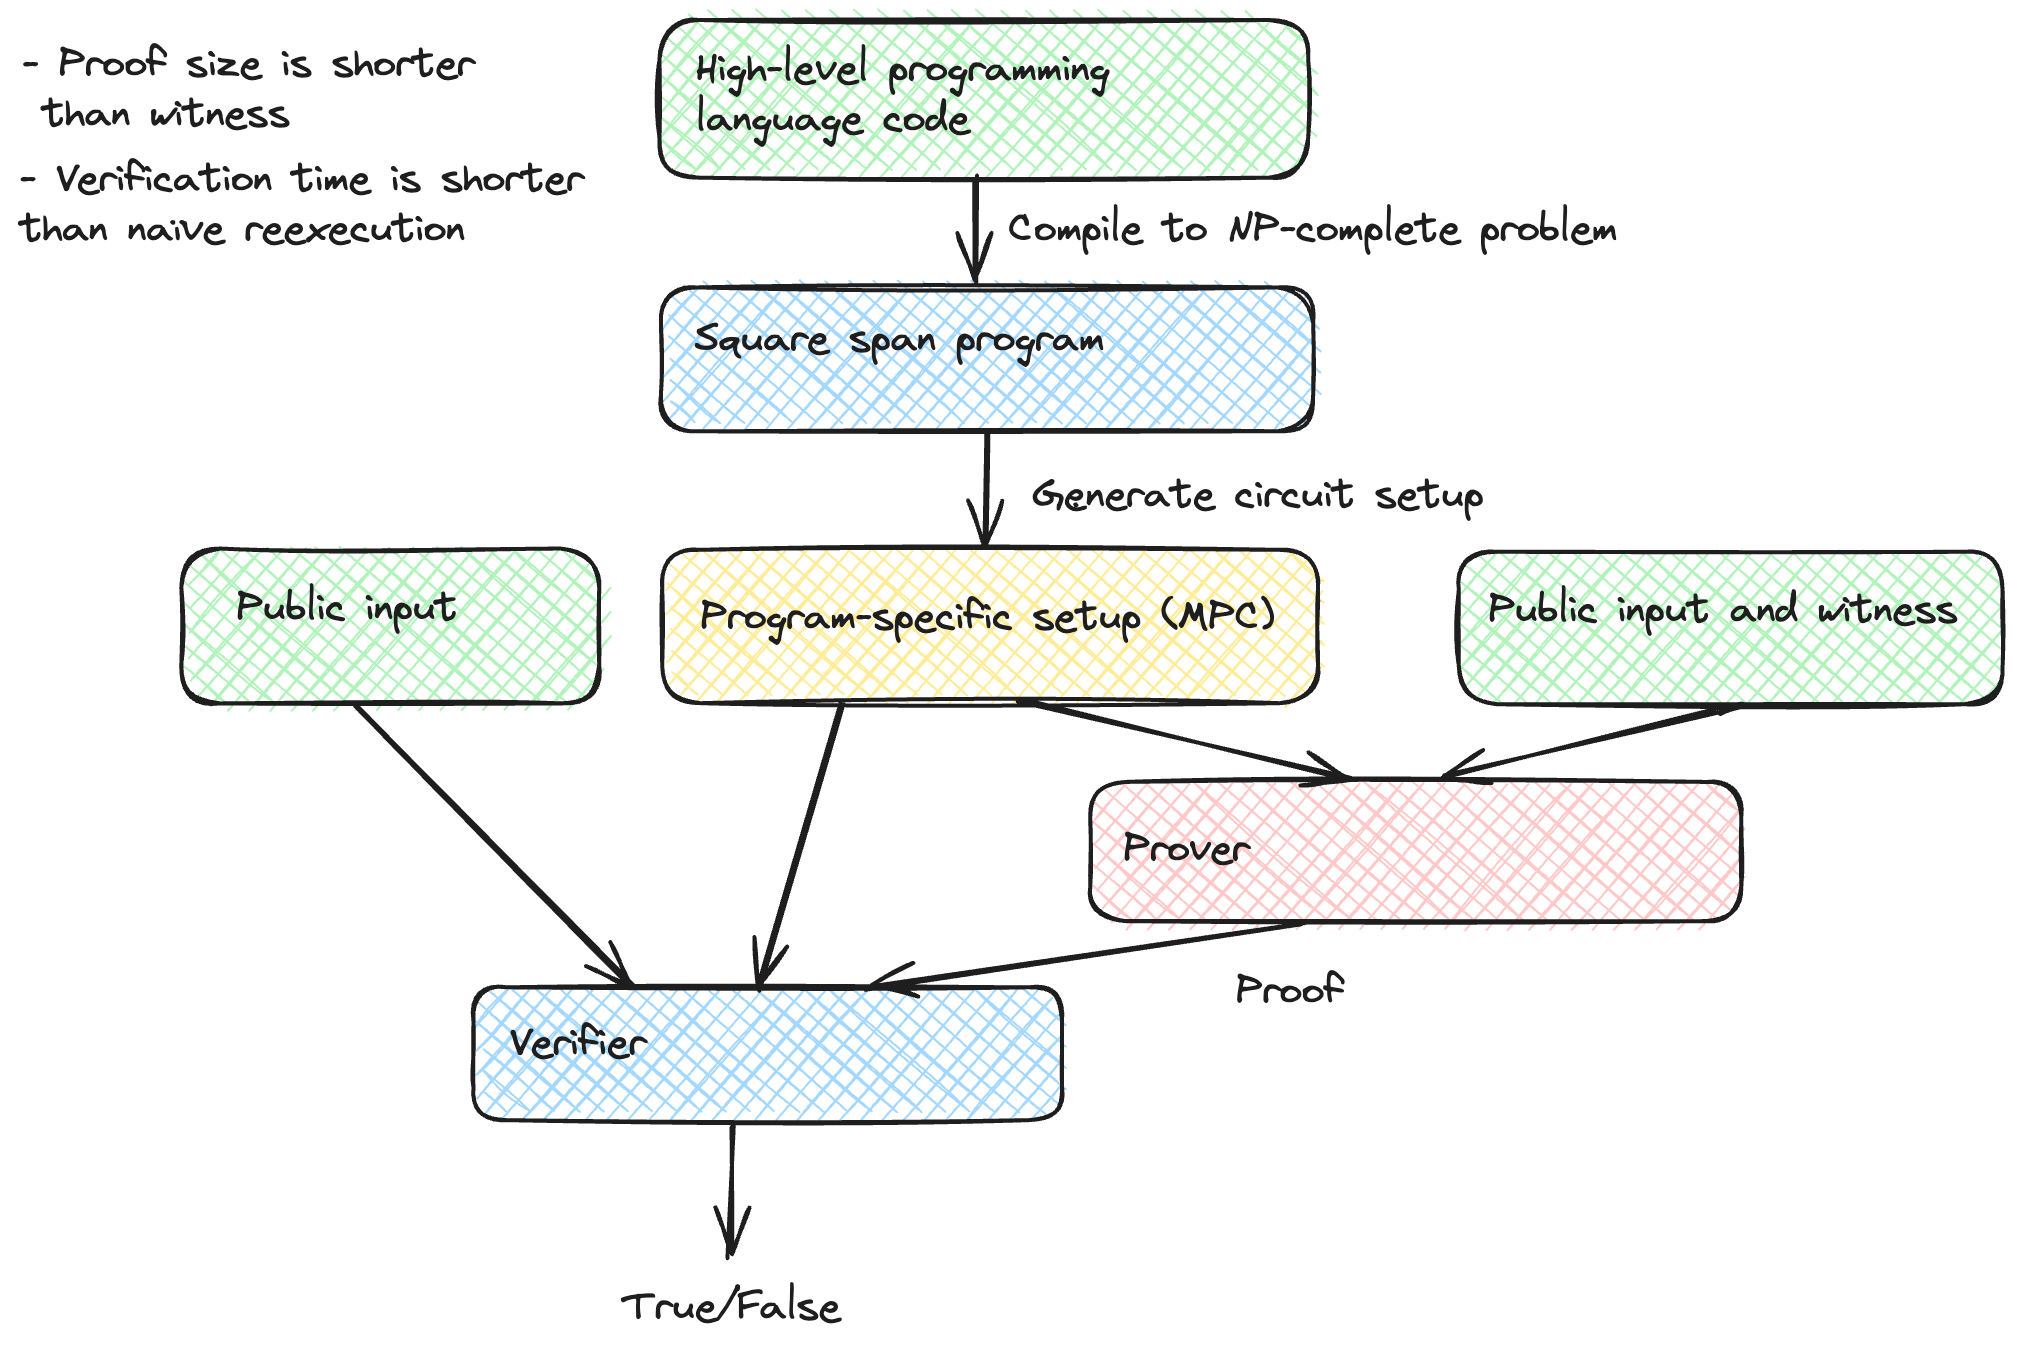 - Proof size is shorter
than witness
- Verification time is shorter
than naive reexecution
High-level programming
language code
Compile to NP-complete problem
Square span program
Generate circuit setup
Public input
Program-specific setup (MPC)
Public input and witness
Prover
Proof
Verifier
True/False